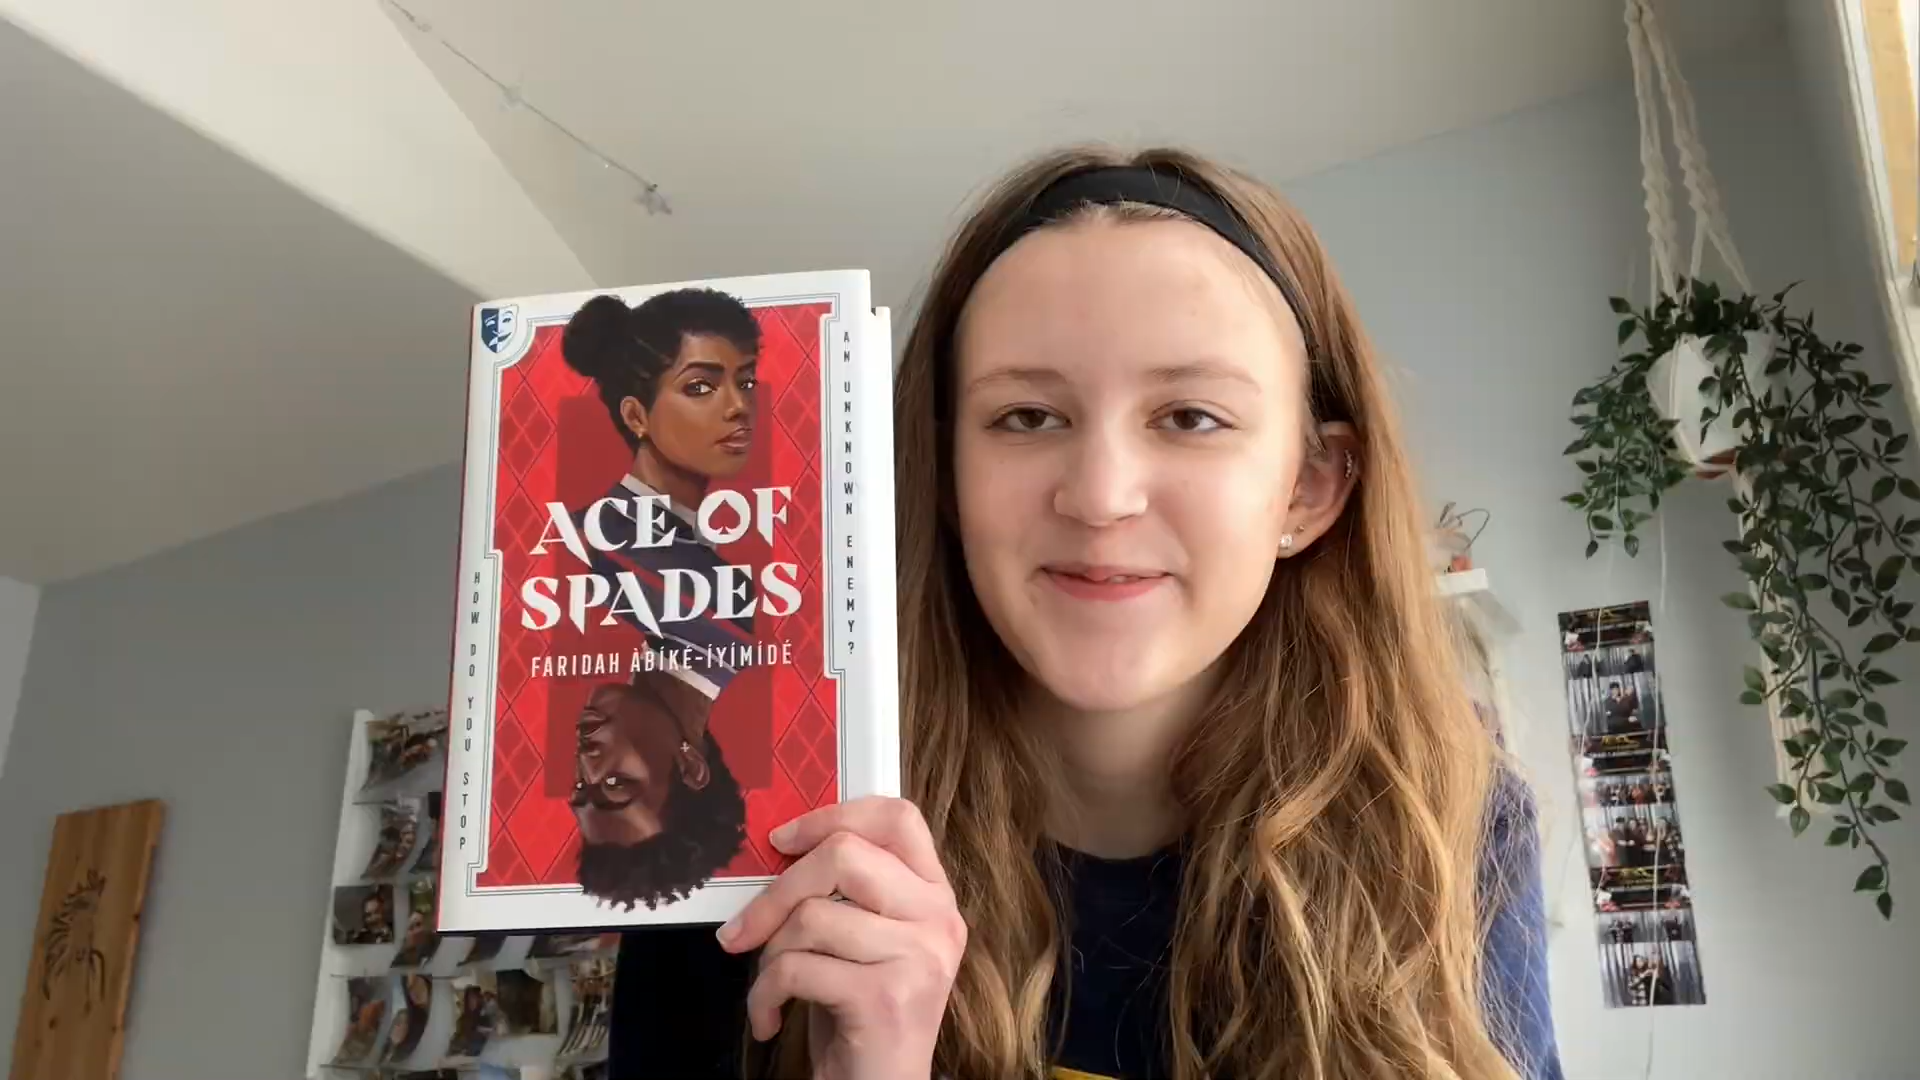 ACE OF
SPADES
FARIDAH ÀBÍKÉ-ÍYÍMÍDÉ
HOW DO YOU STOP
AN UNKNOWN ENEMY?